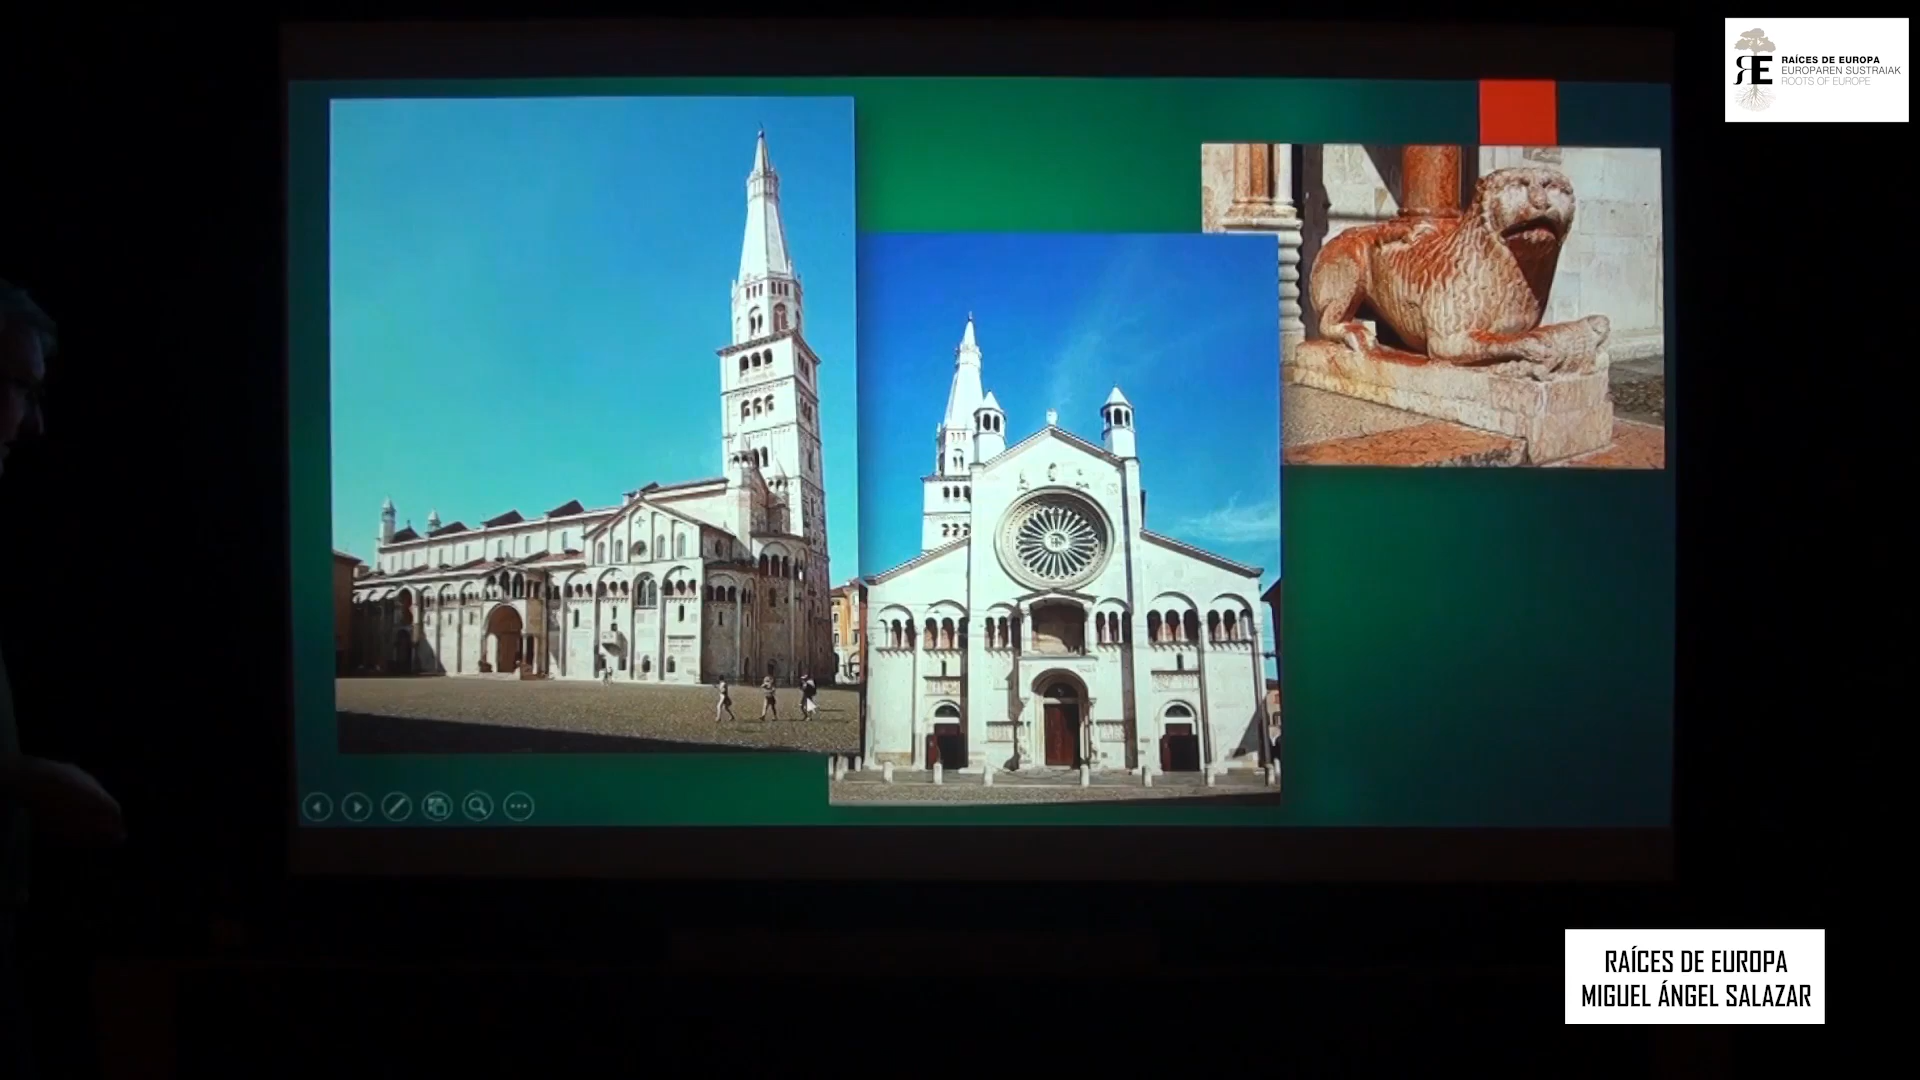 RAÍCES DE EUROPA
EUROPAREN SUSTRAIAK
ROOTS OF EUROPE
RAÍCES DE EUROPA
MIGUEL ÁNGEL SALAZAR